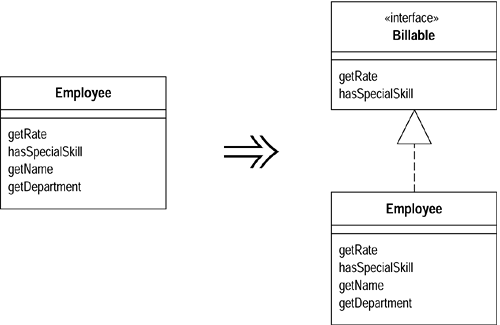 Employee
getRate
hasSpecialSkill
getName
getDepartment
«interface»
Billable
getRate
hasSpecialSkill
Employee
getRate
hasSpecialSkill
getName
getDepartment